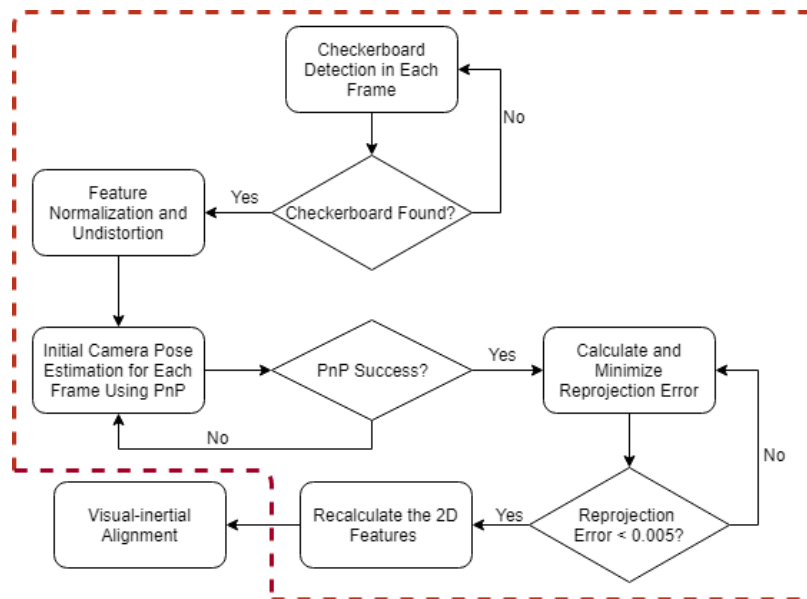 Checkerboard
Detection in Each
Frame
No
Feature
Normalization and
Undistortion
Yes
Checkerboard Found?
Initial Camera Pose
Estimation for Each
Frame Using PnP
PnP Success?
Yes
Calculate and
Minimize
Reprojection Error
No
No
Visual-inertial
Alignment
Recalculate the 2D
Features
Yes
Reprojection
Error < 0.005?